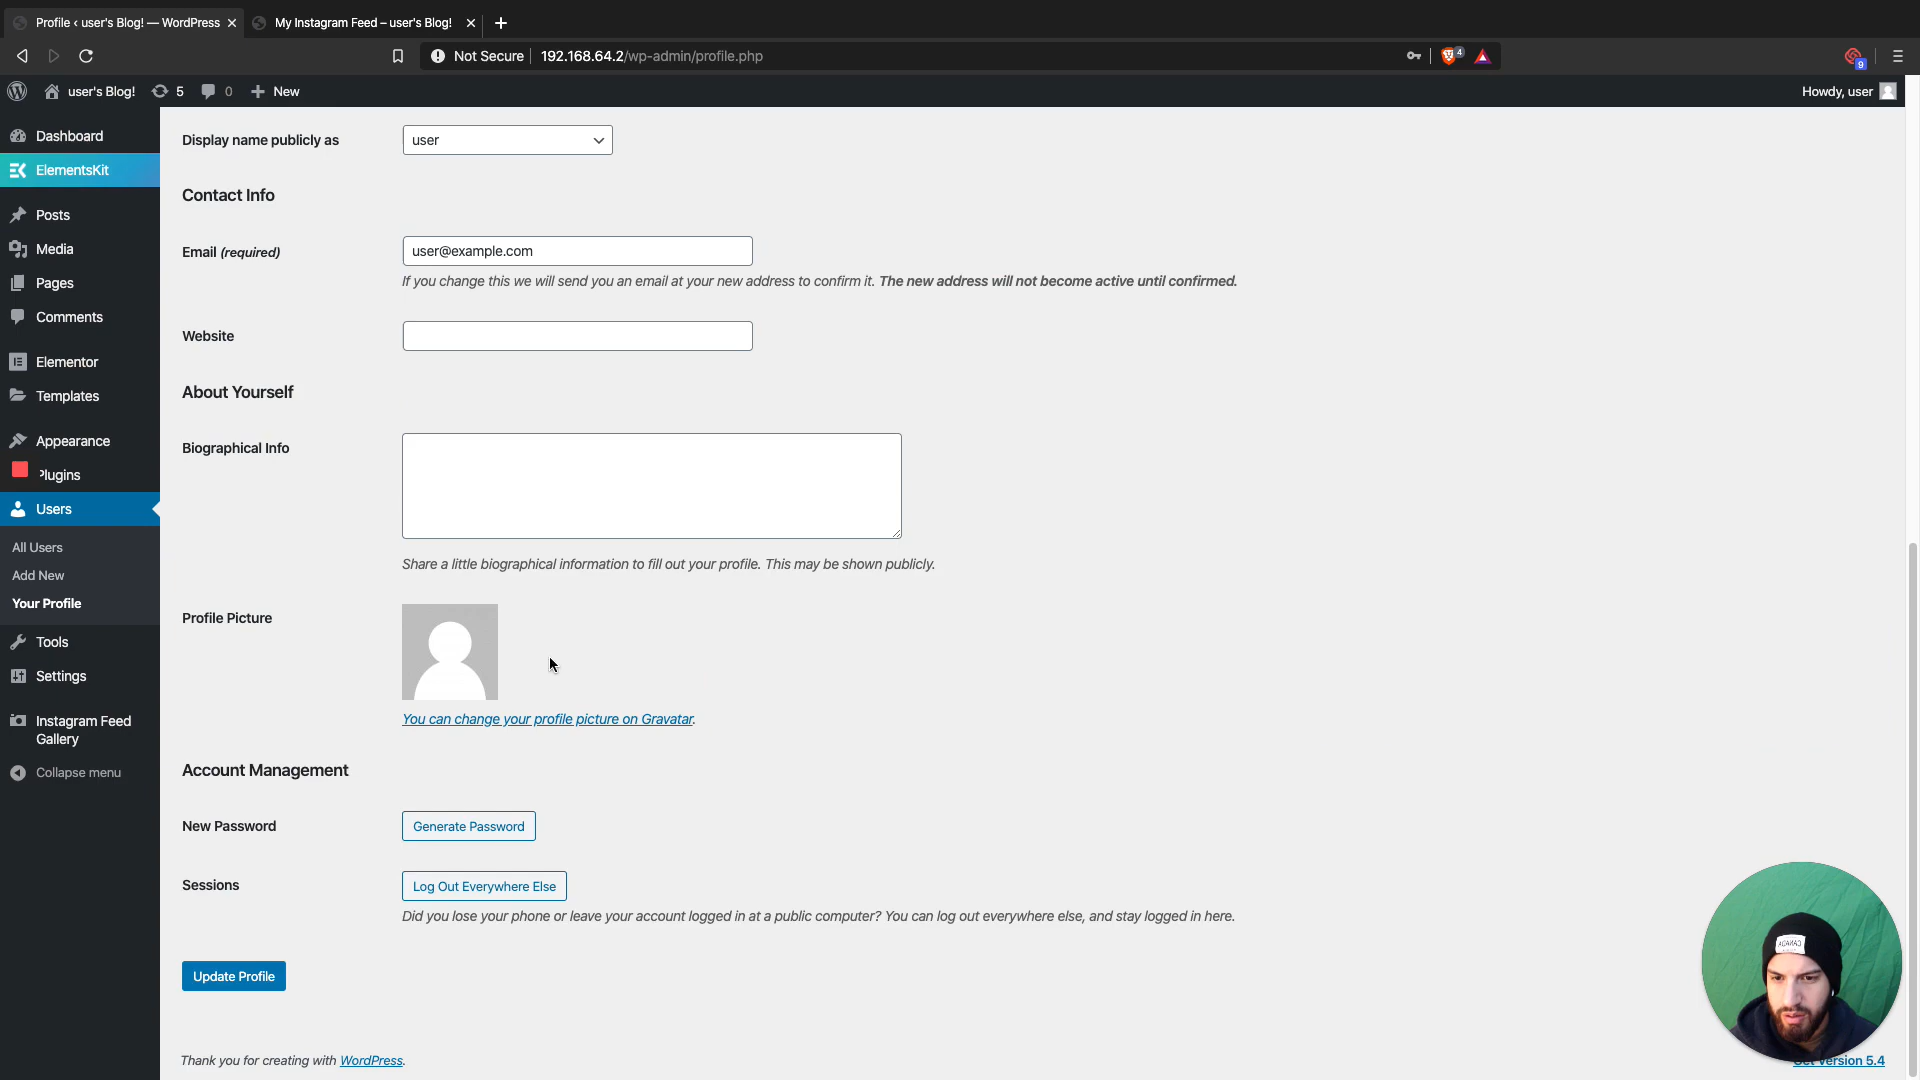 Profile ‹ user's Blog! — WordPress
My Instagram Feed – user's Blog!
Not Secure
192.168.64.2/wp-admin/profile.php
4
9
user's Blog!
5
0
New
Howdy, user
Dashboard
ElementsKit
Posts
Media
Pages
Comments
Elementor
Templates
Appearance
Plugins
Users
All Users
Add New
Your Profile
Tools
Settings
Instagram Feed
Gallery
Collapse menu
Display name publicly as
user
Contact Info
Email (required)
user@example.com
If you change this we will send you an email at your new address to confirm it. The new address will not become active until confirmed.
Website
About Yourself
Biographical Info
Share a little biographical information to fill out your profile. This may be shown publicly.
Profile Picture
You can change your profile picture on Gravatar.
Account Management
New Password
Generate Password
Sessions
Log Out Everywhere Else
Did you lose your phone or leave your account logged in at a public computer? You can log out everywhere else, and stay logged in here.
Update Profile
Thank you for creating with WordPress.
Get Version 5.4